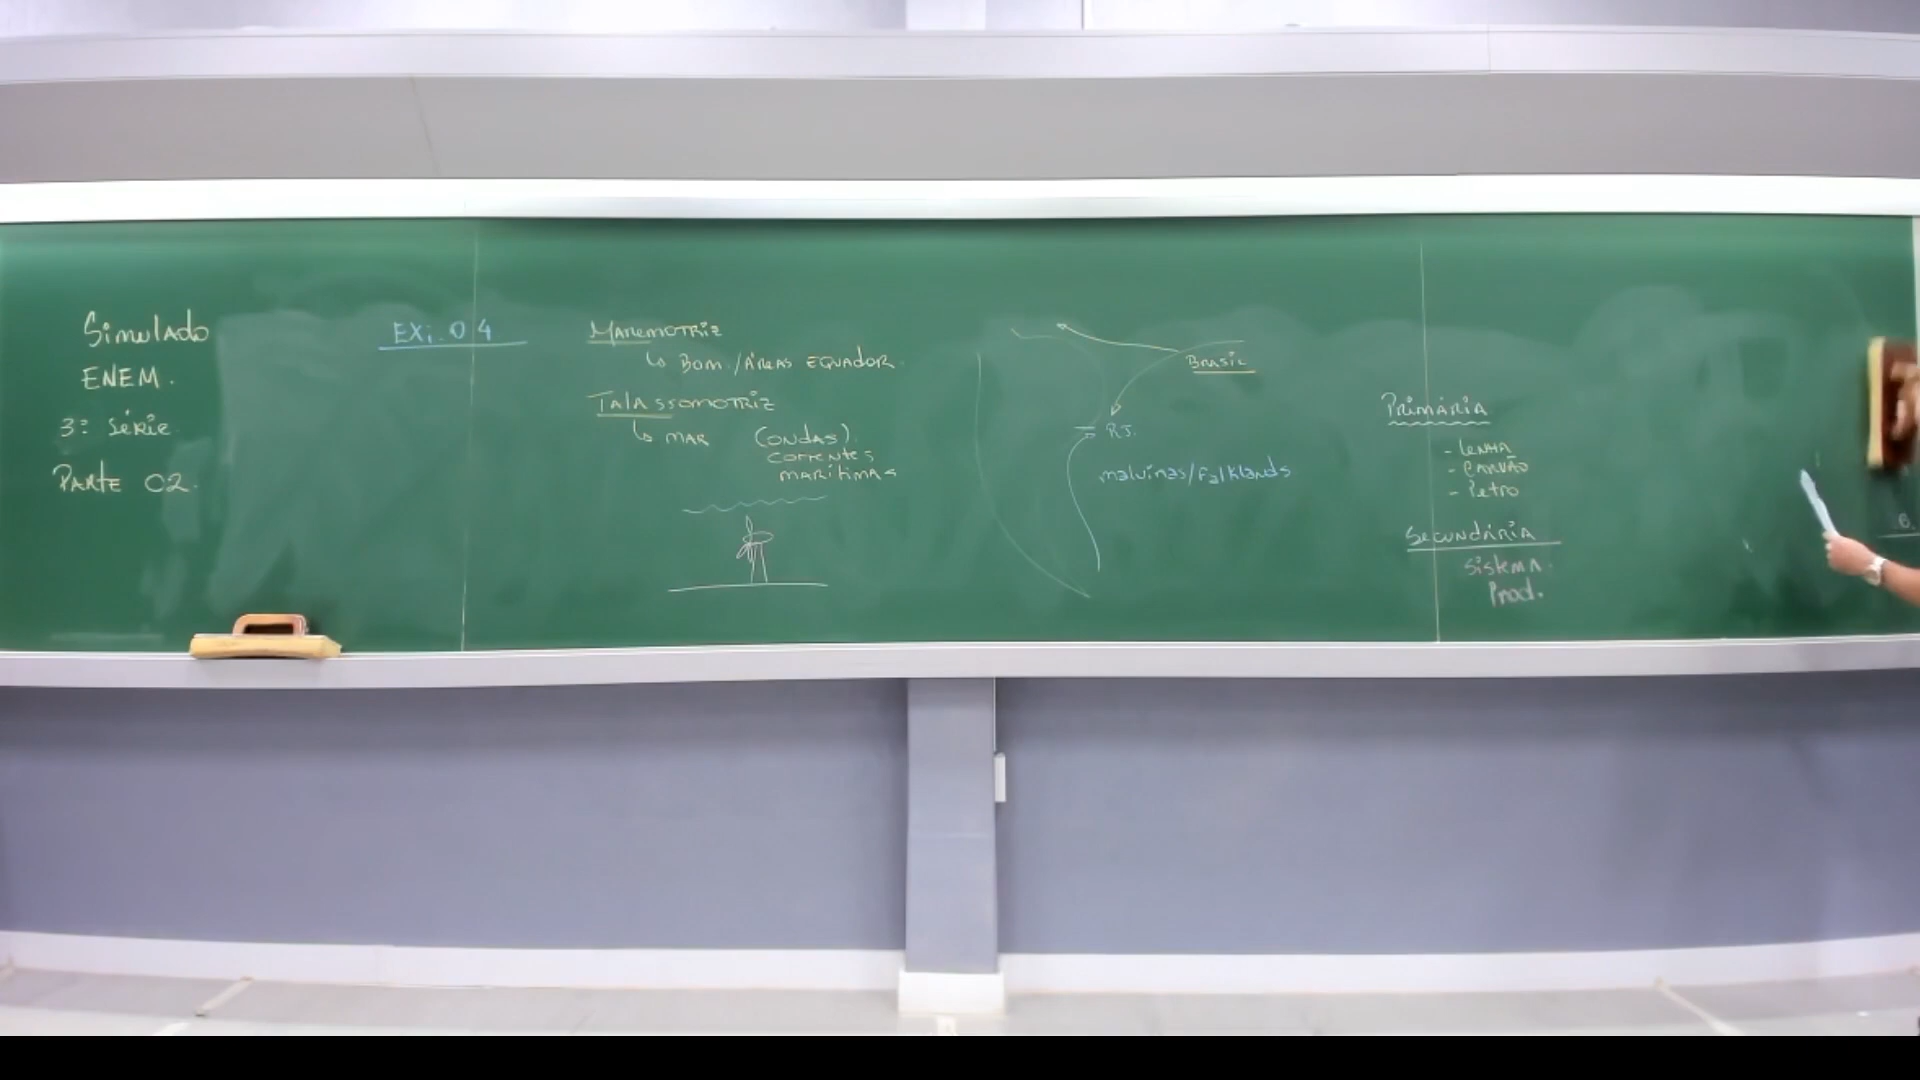 Simulado
ENEM.
3ª Série
PARTE 02.
EXi. 04
MAREMOTRIZ
↳ BOM / ÁREAS EQUADOR.
TALASSOMOTRIZ
↳ MAR (ONDAS).
correntes
marítimas
BRASIL
RJ.
malvinas/Falklands
PRIMÁRIA
- LENHA
- CARVÃO
- Petro
SECUNDÁRIA
SISTEMA.
Prod.